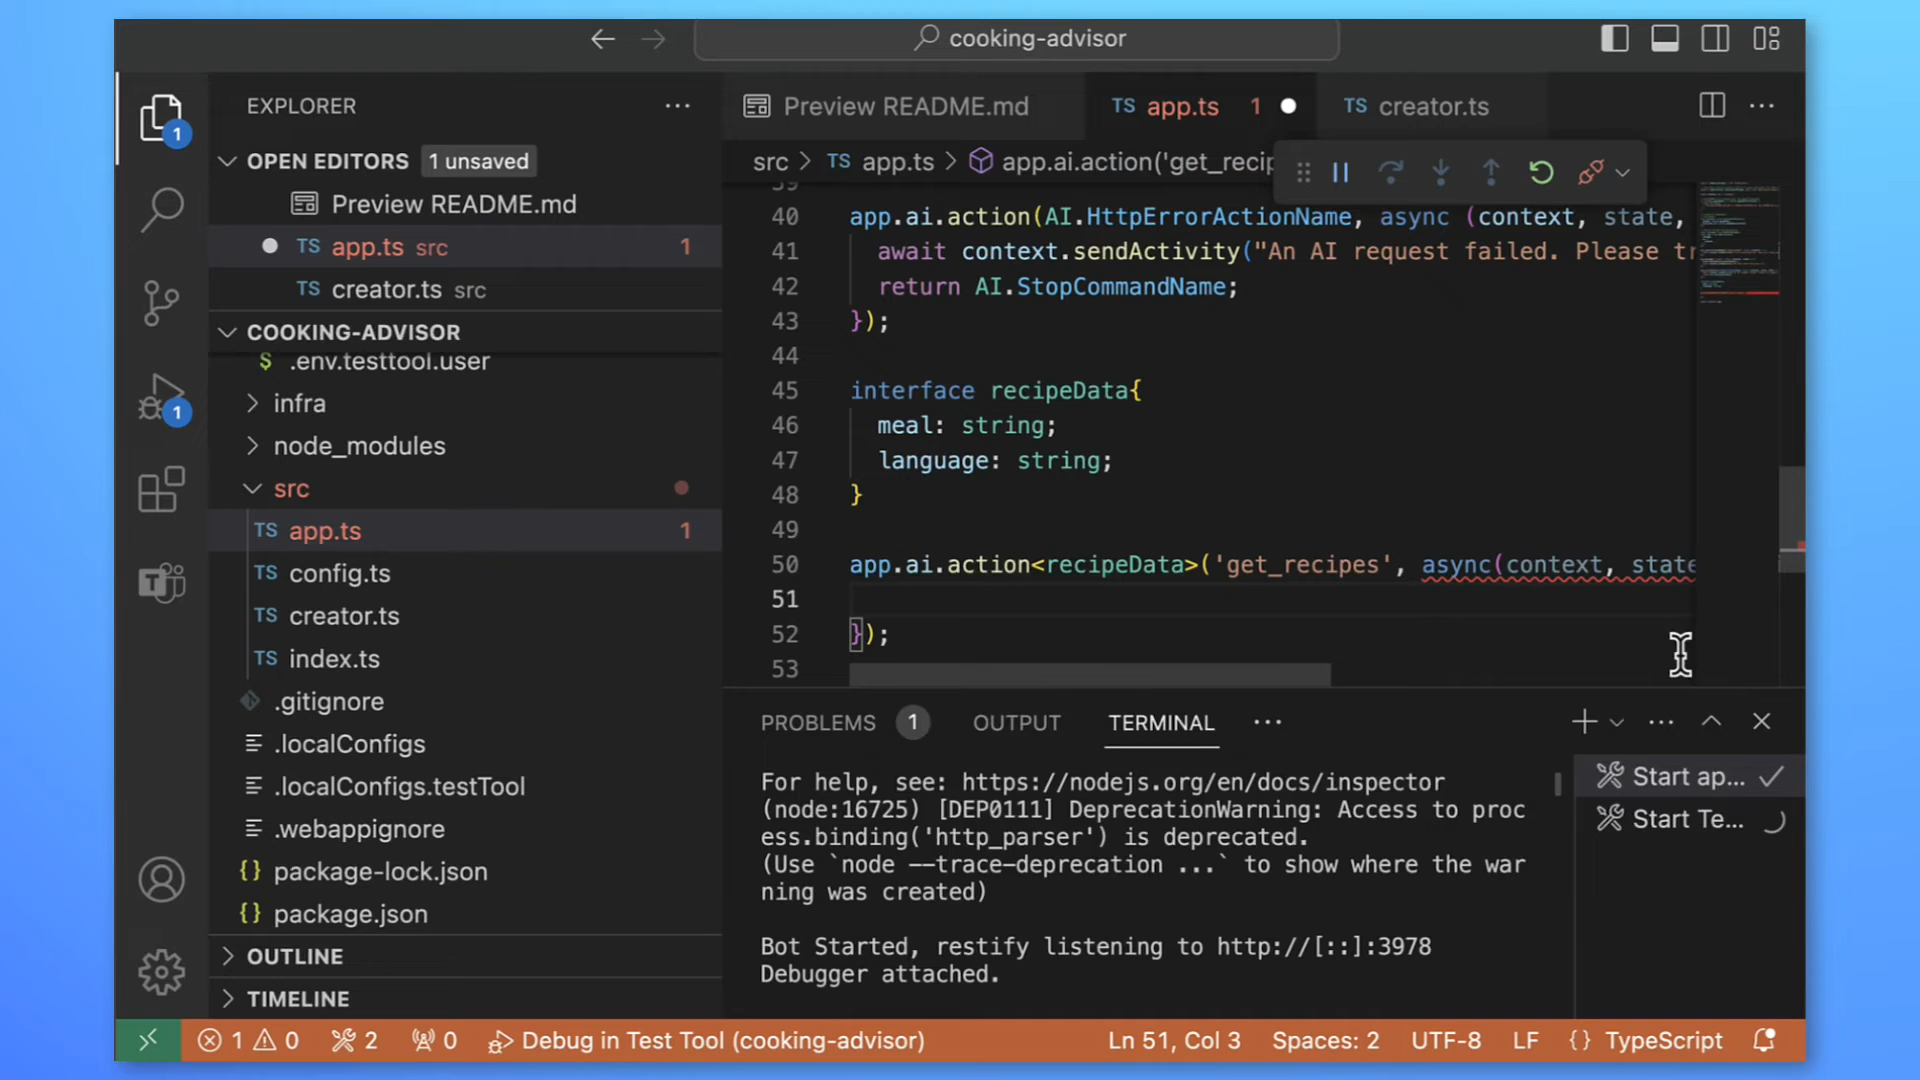 cooking-advisor
EXPLORER
OPEN EDITORS 1 unsaved
Preview README.md
TS app.ts src 1
TS creator.ts src
COOKING-ADVISOR
$ .env.testtool.user
infra
node_modules
src
TS app.ts 1
TS config.ts
TS creator.ts
TS index.ts
.gitignore
.localConfigs
.localConfigs.testTool
.webappignore
{} package-lock.json
{} package.json
OUTLINE
TIMELINE
1
1
Preview README.md
TS app.ts 1
TS creator.ts
src > TS app.ts > app.ai.action('get_recip
39
40 app.ai.action(AI.HttpErrorActionName, async (context, state,
41 await context.sendActivity("An AI request failed. Please tr
42 return AI.StopCommandName;
43 });
44
45 interface recipeData{
46 meal: string;
47 language: string;
48 }
49
50 app.ai.action<recipeData>('get_recipes', async(context, state
51
52 });
53
PROBLEMS 1 OUTPUT TERMINAL
For help, see: https://nodejs.org/en/docs/inspector
(node:16725) [DEP0111] DeprecationWarning: Access to proc
ess.binding('http_parser') is deprecated.
(Use `node --trace-deprecation ...` to show where the war
ning was created)
Bot Started, restify listening to http://[::]:3978
Debugger attached.
Start ap...
Start Te...
1 0 2 0 Debug in Test Tool (cooking-advisor) Ln 51, Col 3 Spaces: 2 UTF-8 LF {} TypeScript